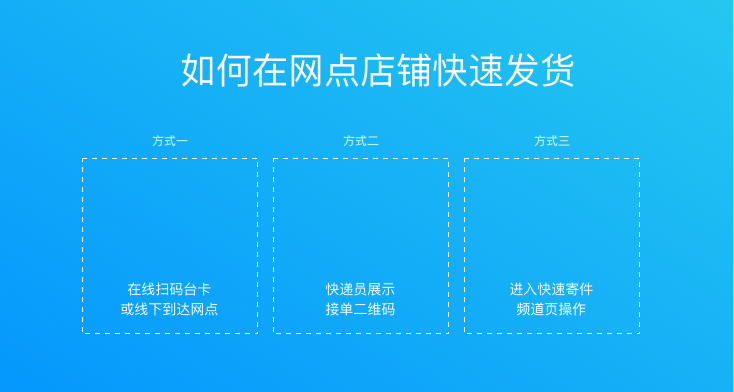 如何在网点店铺快速发货
方式一
方式二
方式三
在线扫码台卡
或线下到达网点
快递员展示
接单二维码
进入快速寄件
频道页操作